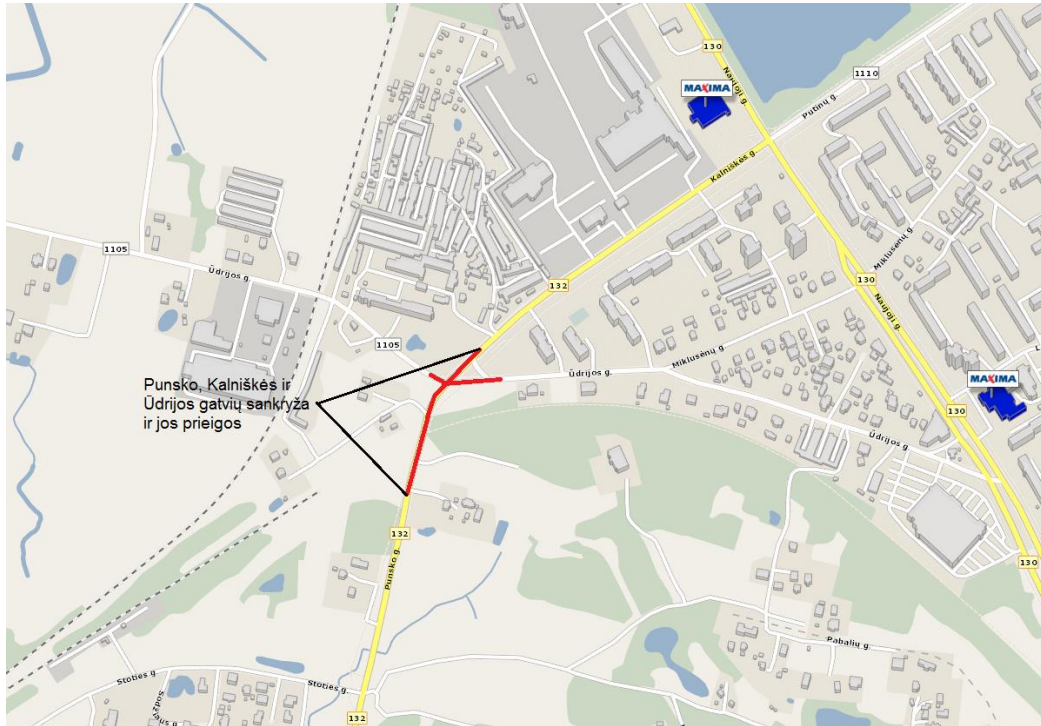 130
Naujoji g.
MAXIMA
1110
Putinų g.
Kalniškės g.
1105
Ūdrijos g.
132
Miklusėnų g.
130
Naujoji g.
1105
Miklusėnų g.
Ūdrijos g.
MAXIMA
Punsko, Kalniškės ir
Ūdrijos gatvių sankryža
ir jos prieigos
130
Ūdrijos g.
132
Punsko g.
130
Pabalių g.
Stoties g.
Stoties g.
132